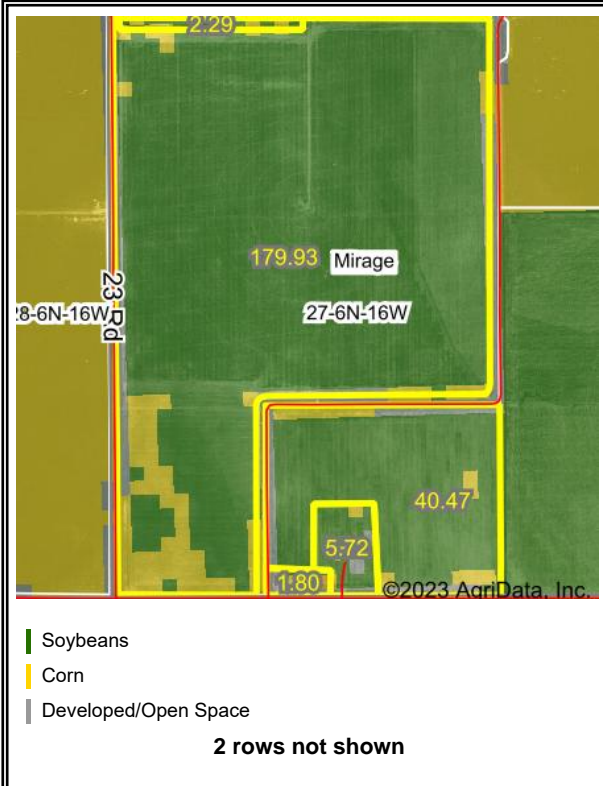 2.29
179.93
Mirage
23 Rd
28-6N-16W
27-6N-16W
40.47
5.72
1.80
©2023 AgriData, Inc.
Soybeans
Corn
Developed/Open Space
2 rows not shown